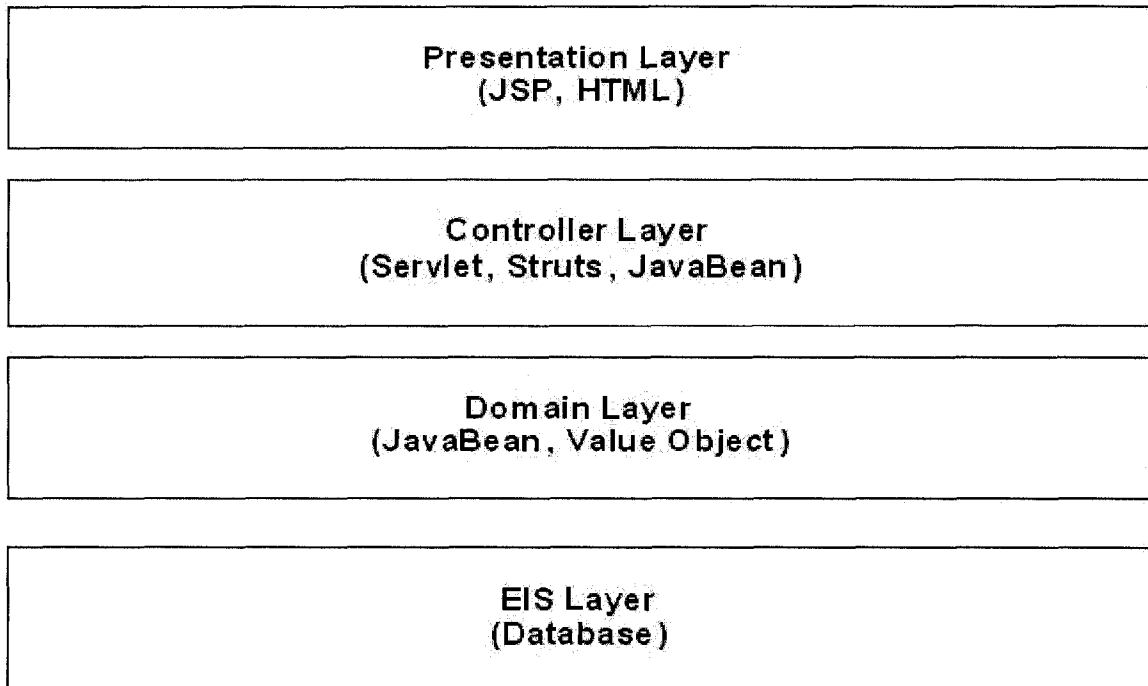 Presentation Layer
(JSP, HTML)
Controller Layer
(Servlet, Struts, JavaBean)
Domain Layer
(JavaBean, Value Object)
EIS Layer
(Database)